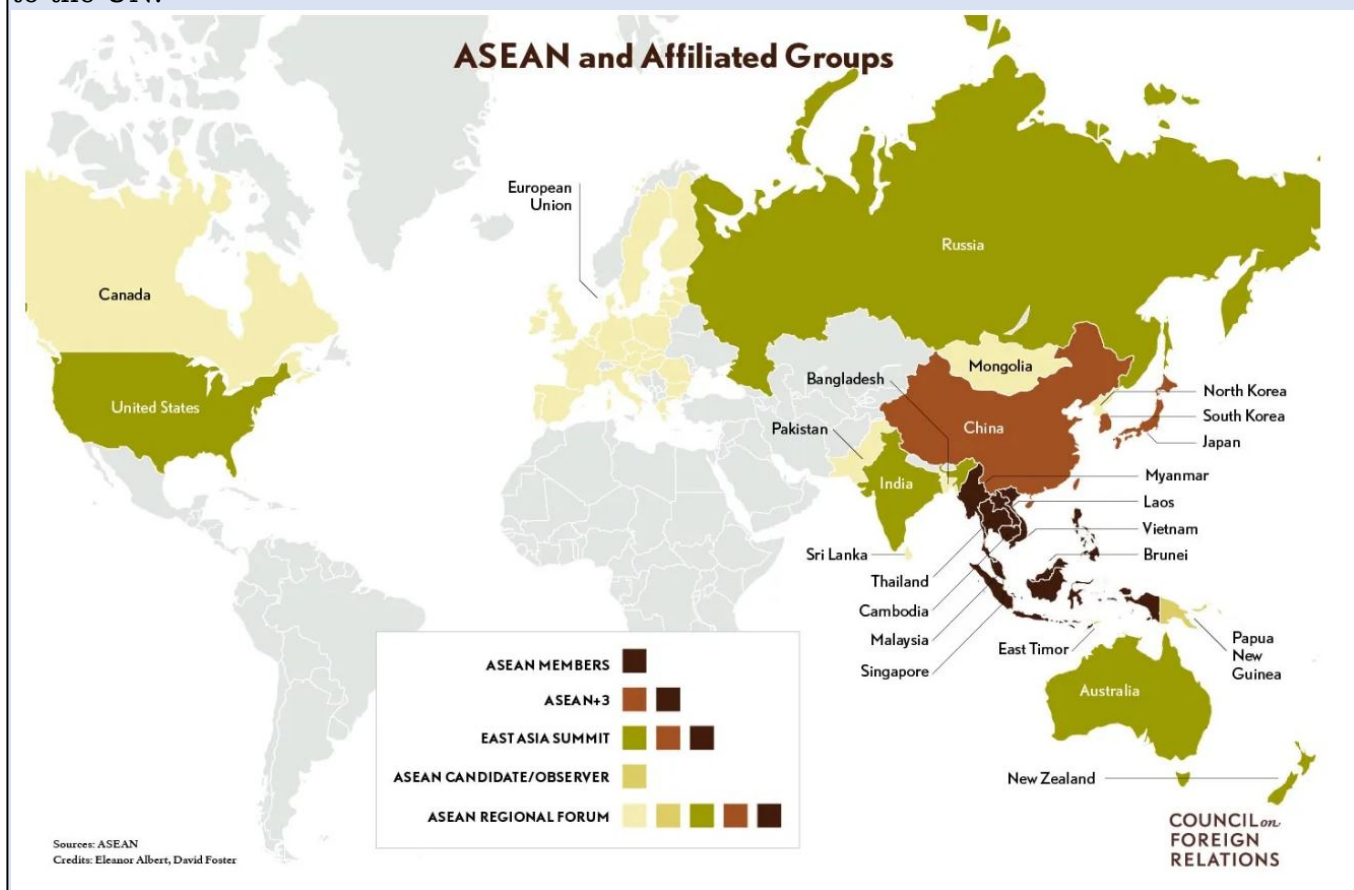 to the UN.
ASEAN and Affiliated Groups
European
Union
Russia
Canada
Mongolia
Bangladesh
North Korea
United States
South Korea
Pakistan
China
Japan
Myanmar
India
Laos
Vietnam
Sri Lanka
Brunei
Thailand
Cambodia
Malaysia
East Timor
Papua
New
Guinea
Singapore
Australia
New Zealand
ASEAN MEMBERS
ASEAN+3
EAST ASIA SUMMIT
ASEAN CANDIDATE/OBSERVER
ASEAN REGIONAL FORUM
Sources: ASEAN
Credits: Eleanor Albert, David Foster
COUNCIL on
FOREIGN
RELATIONS